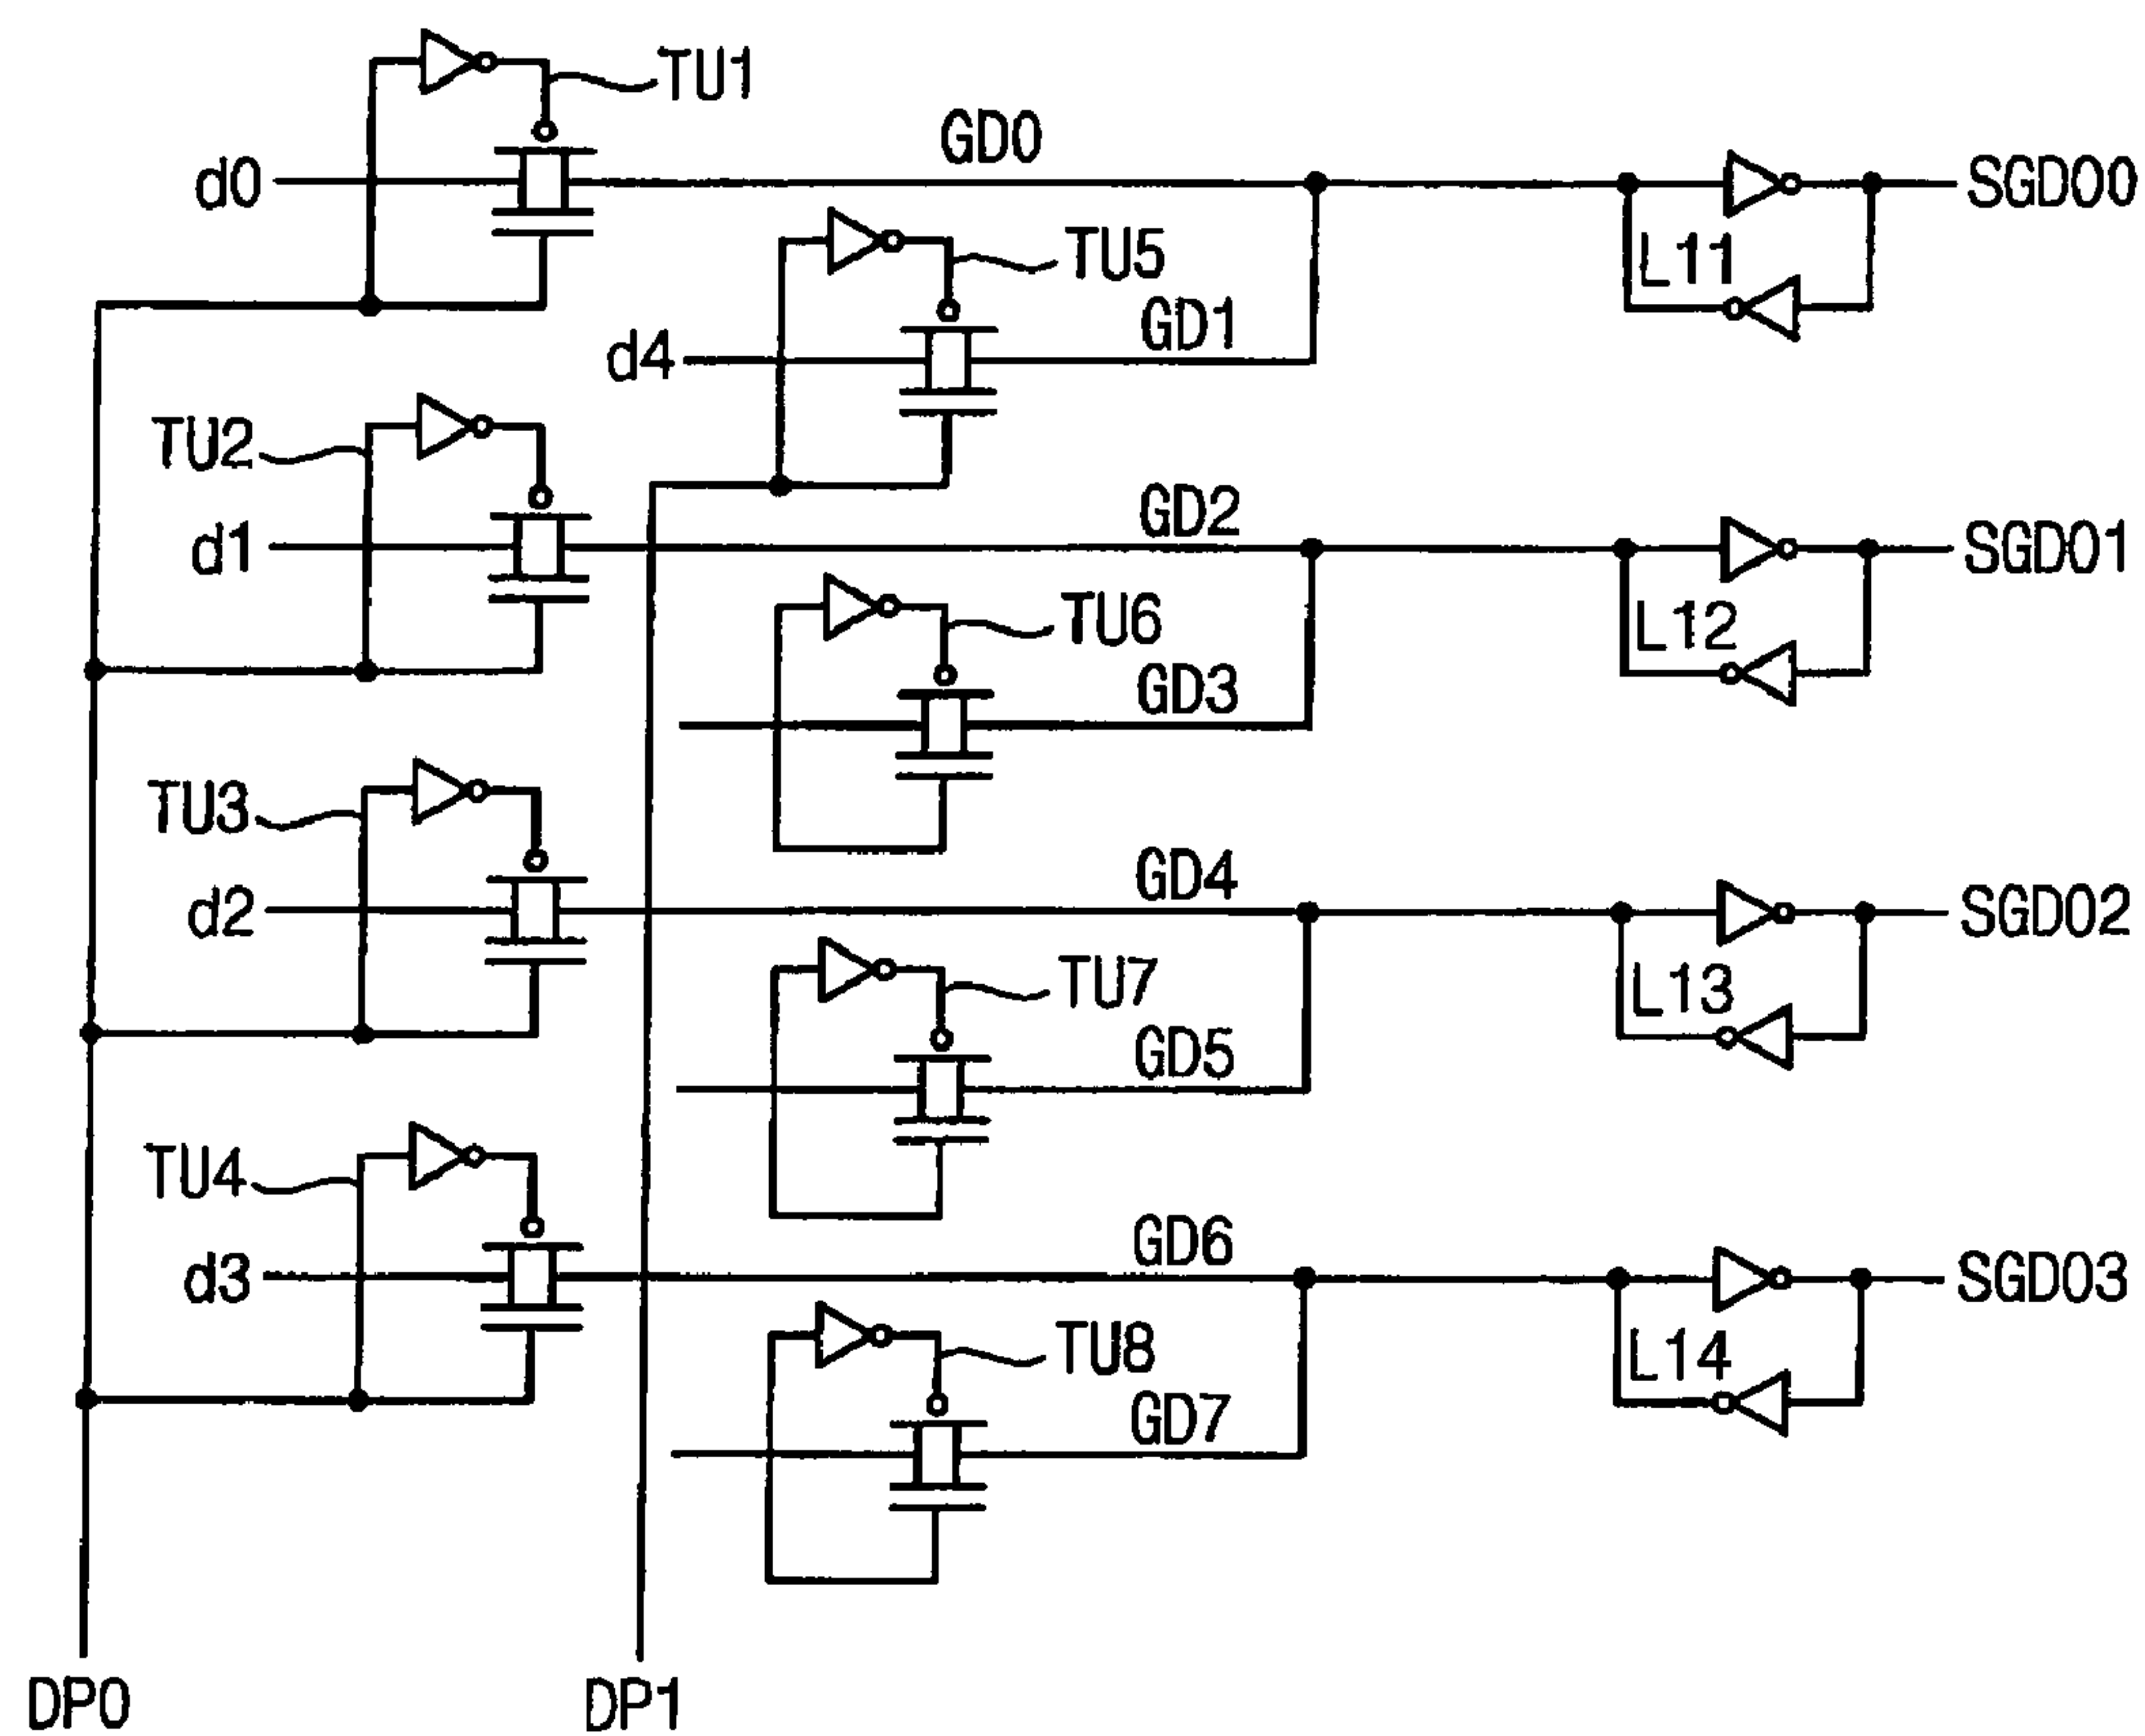 TU1
GD0
d0
SGD00
TU5
L11
GD1
d4
TU2
GD2
d1
SGD01
TU6
L12
GD3
TU3
GD4
d2
SGD02
TU7
L13
GD5
TU4
GD6
d3
SGD03
TU8
L14
GD7
DP0
DP1